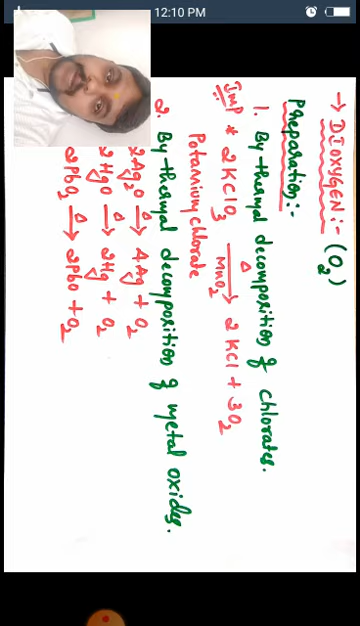 12:10 PM
→ DIOXYGEN:- (O₂)
Preparation:-
1. By thermal decomposition of chlorates.
Imp * 2KClO₃ Δ MnO₂ → 2KCl + 3O₂
Potassium chlorate
2. By thermal decomposition of metal oxides.
2Ag₂O Δ → 4Ag + O₂
2HgO Δ → 2Hg + O₂
2PbO₂ Δ → 2PbO + O₂